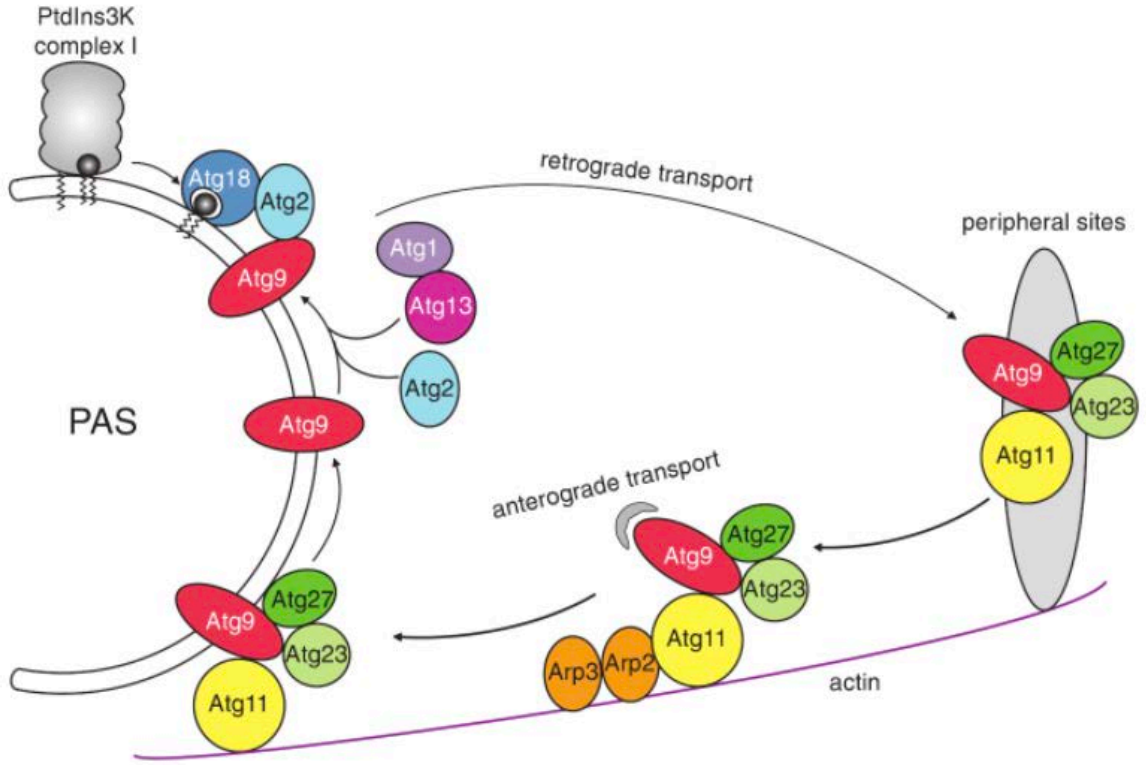 PtdIns3K
complex I
Atg18
Atg2
Atg9
retrograde transport
Atg1
Atg13
Atg2
peripheral sites
Atg9
Atg27
Atg23
Atg11
PAS
Atg9
anterograde transport
Atg9
Atg27
Atg23
Atg11
Arp2
Arp3
Atg9
Atg27
Atg23
Atg11
actin